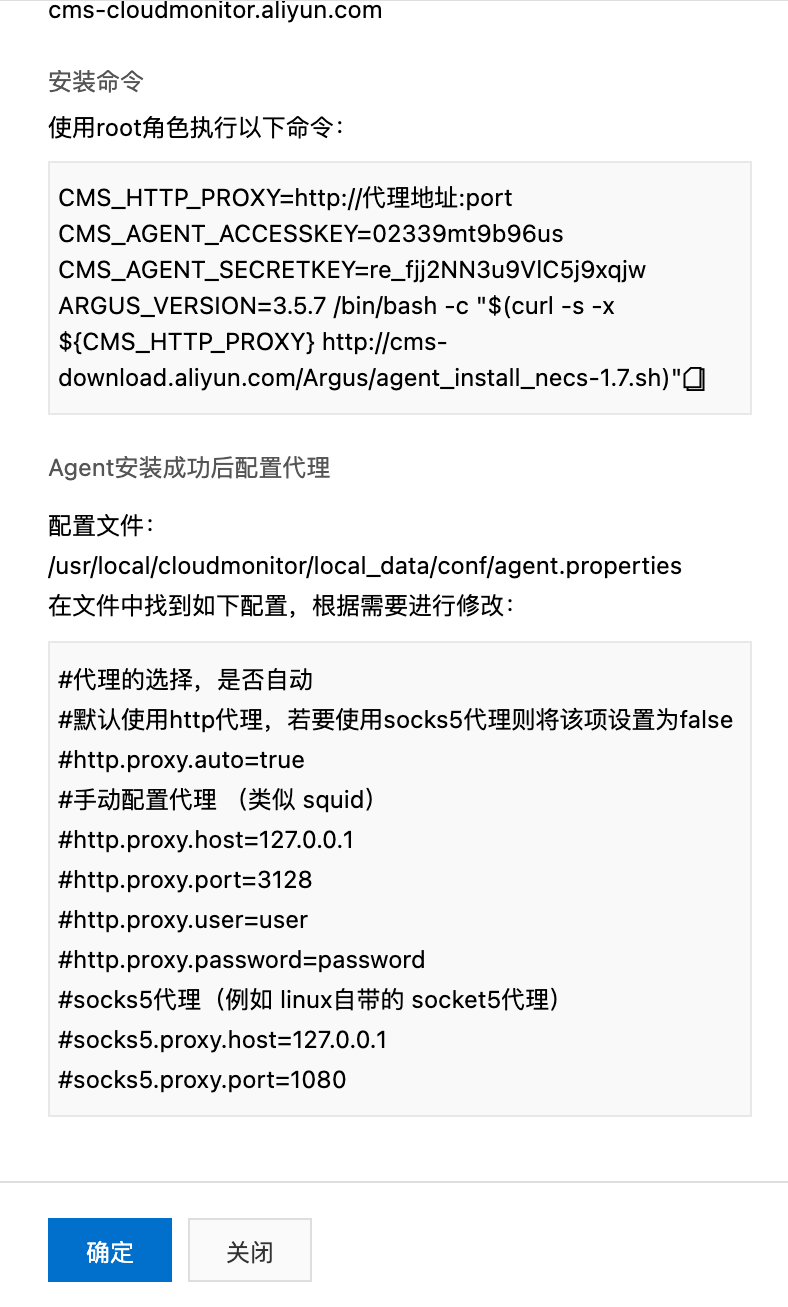 cms-cloudmonitor.aliyun.com
安装命令
使用root角色执行以下命令：
CMS_HTTP_PROXY=http://代理地址:port
CMS_AGENT_ACCESSKEY=02339mt9b96us
CMS_AGENT_SECRETKEY=re_fjj2NN3u9VlC5j9xqjw
ARGUS_VERSION=3.5.7 /bin/bash -c "$(curl -s -x
${CMS_HTTP_PROXY} http://cms-
download.aliyun.com/Argus/agent_install_necs-1.7.sh)"
Agent安装成功后配置代理
配置文件：
/usr/local/cloudmonitor/local_data/conf/agent.properties
在文件中找到如下配置，根据需要进行修改：
#代理的选择，是否自动
#默认使用http代理，若要使用socks5代理则将该项设置为false
#http.proxy.auto=true
#手动配置代理 （类似 squid）
#http.proxy.host=127.0.0.1
#http.proxy.port=3128
#http.proxy.user=user
#http.proxy.password=password
#socks5代理（例如 linux自带的 socket5代理）
#socks5.proxy.host=127.0.0.1
#socks5.proxy.port=1080
确定
关闭